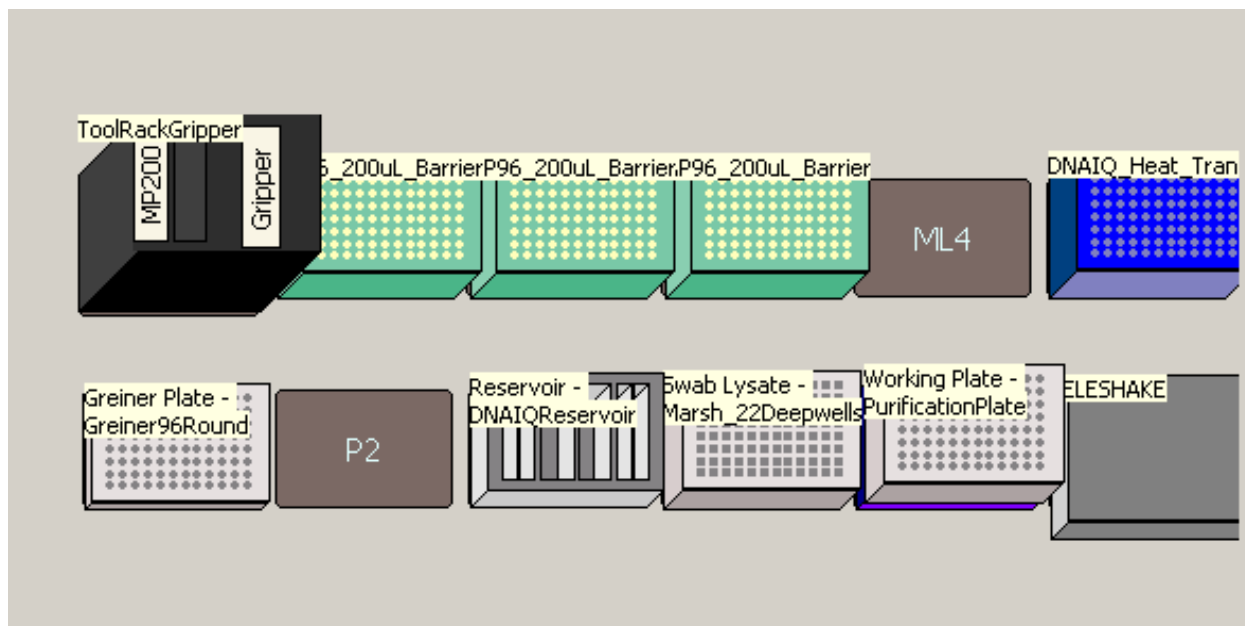 ToolRackGripper
MP200
Gripper
6_200uL_Barrier
P96_200uL_Barrier
P96_200uL_Barrier
ML4
DNAIQ_Heat_Tran
Greiner Plate -
Greiner96Round
P2
Reservoir -
DNAIQReservoir
Swab Lysate -
Marsh_22Deepwells
Working Plate -
PurificationPlate
ELESHAKE